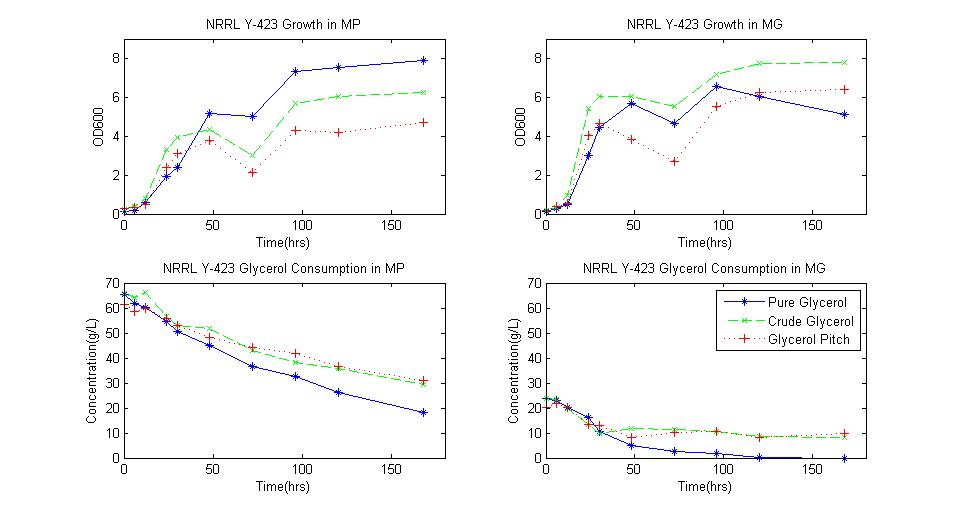 NRRL Y-423 Growth in MP
8
6
4
2
0
OD600
0
50
100
150
Time(hrs)
NRRL Y-423 Growth in MG
8
6
4
2
0
OD600
0
50
100
150
Time(hrs)
NRRL Y-423 Glycerol Consumption in MP
70
60
50
40
30
20
10
0
Concentration(g/L)
0
50
100
150
Time(hrs)
NRRL Y-423 Glycerol Consumption in MG
70
60
50
40
30
20
10
0
Concentration(g/L)
0
50
100
150
Time(hrs)
Pure Glycerol
Crude Glycerol
Glycerol Pitch